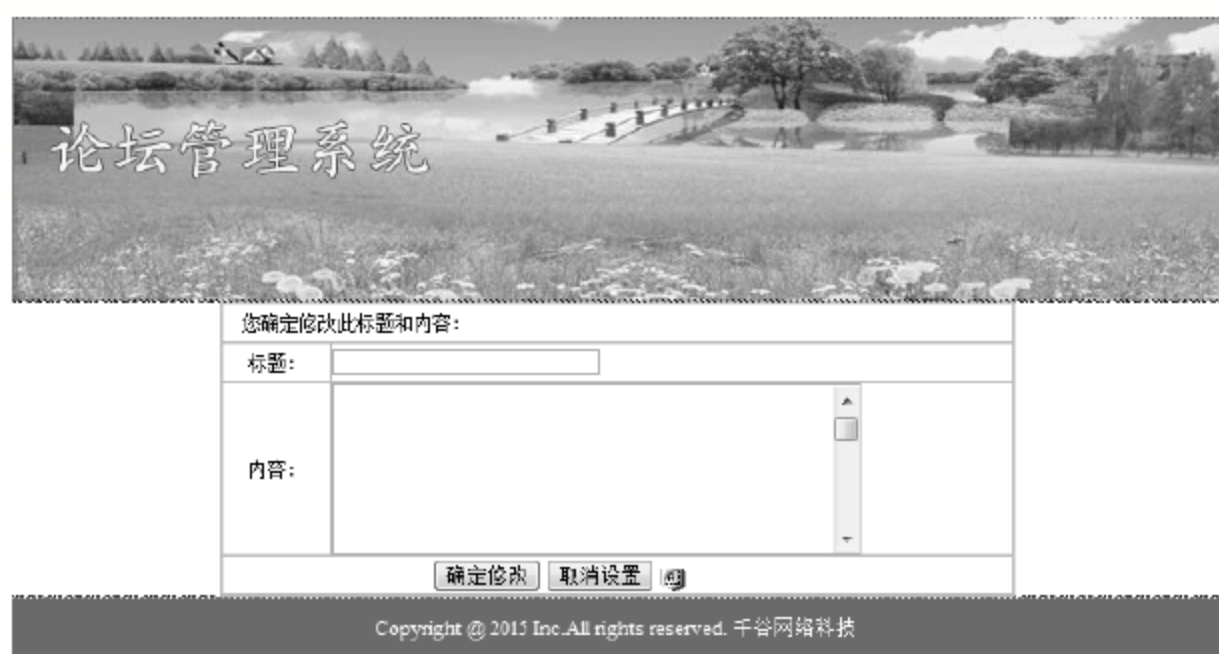 论坛管理系统
您确定修改此标题和内容：
标题：
内容：
确定修改 取消设置
Copyright @ 2015 Inc.All rights reserved. 千谷网络科技